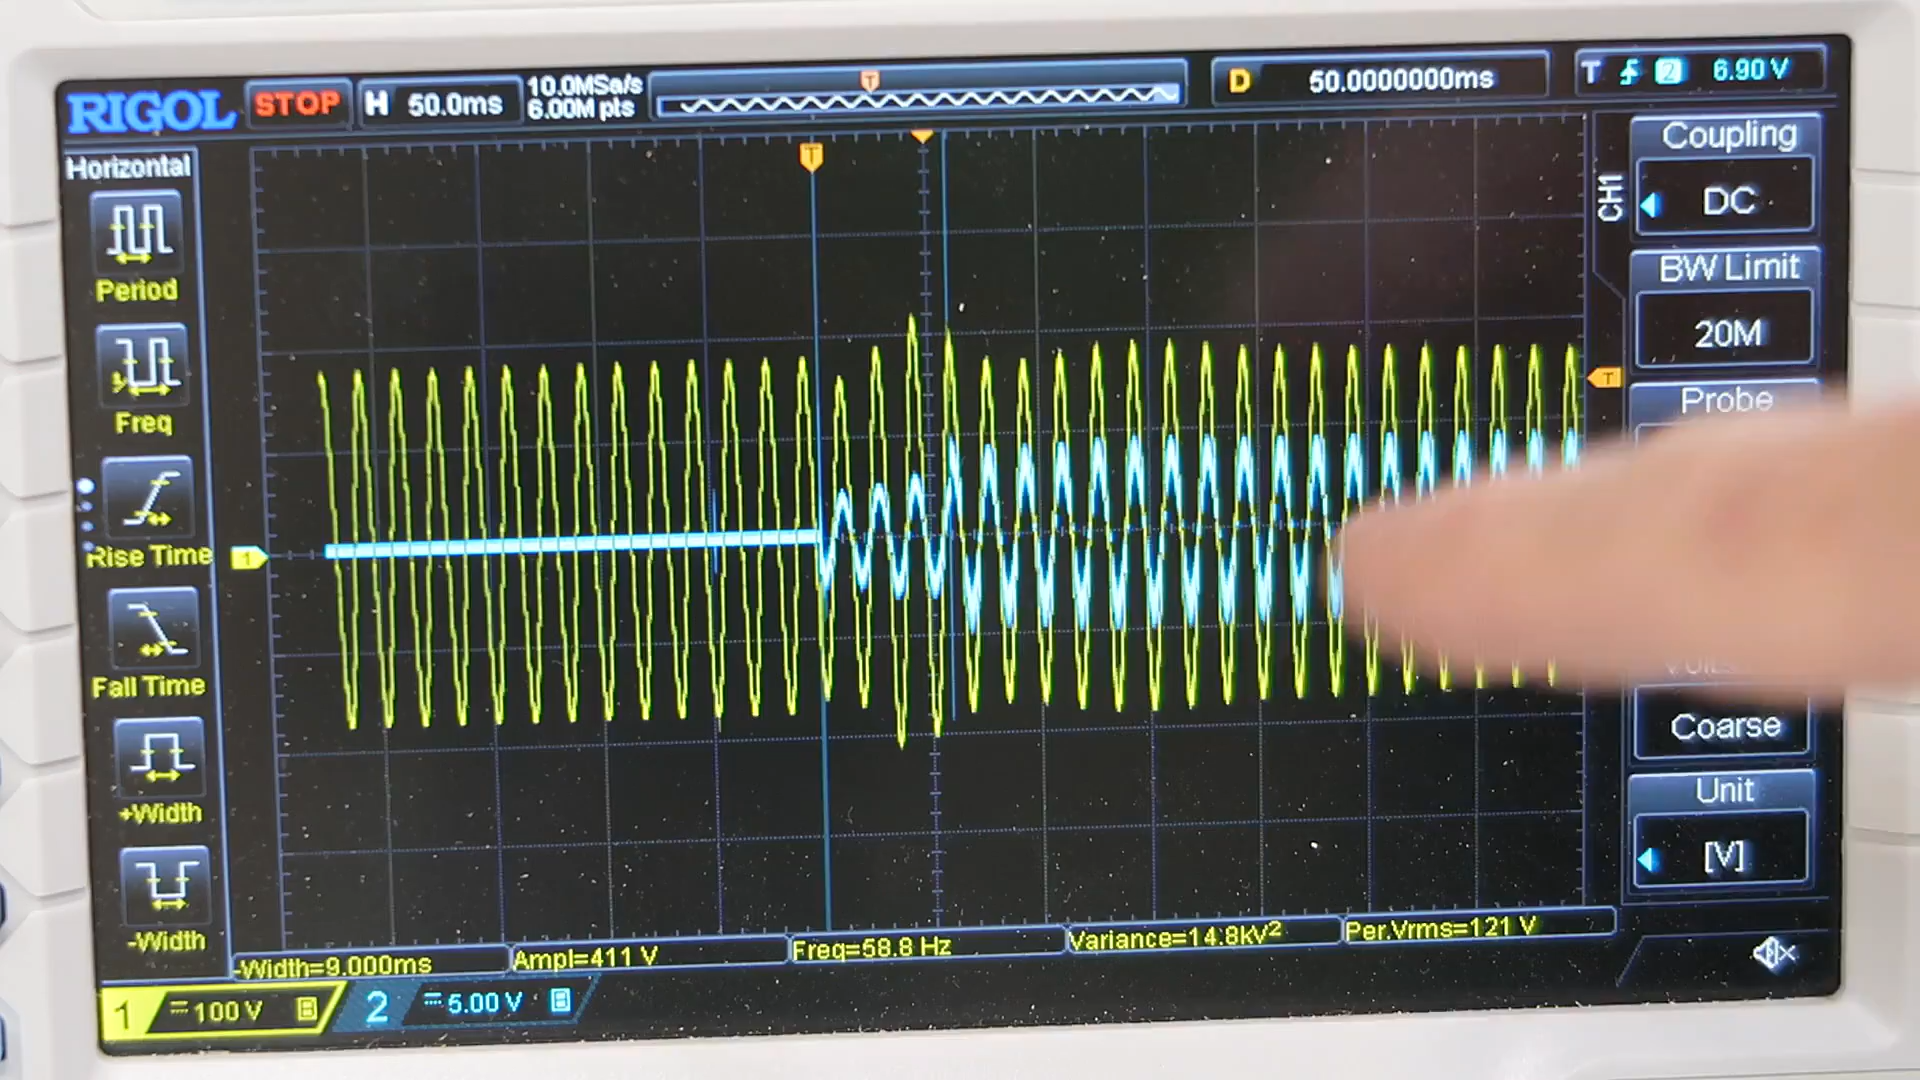 RIGOL STOP H 50.0ms 10.0MSa/s 6.00M pts T D 50.0000000ms T 2 6.90 V
Horizontal
Period
Freq
Rise Time
Fall Time
+Width
-Width
T
1
T
CH1
Coupling
DC
BW Limit
20M
Probe
Coarse
Unit
[V]
-Width=9.000ms Ampl=411 V Freq=58.8 Hz Variance=14.8kV² Per.Vrms=121 V
1 100 V B 2 5.00 V B